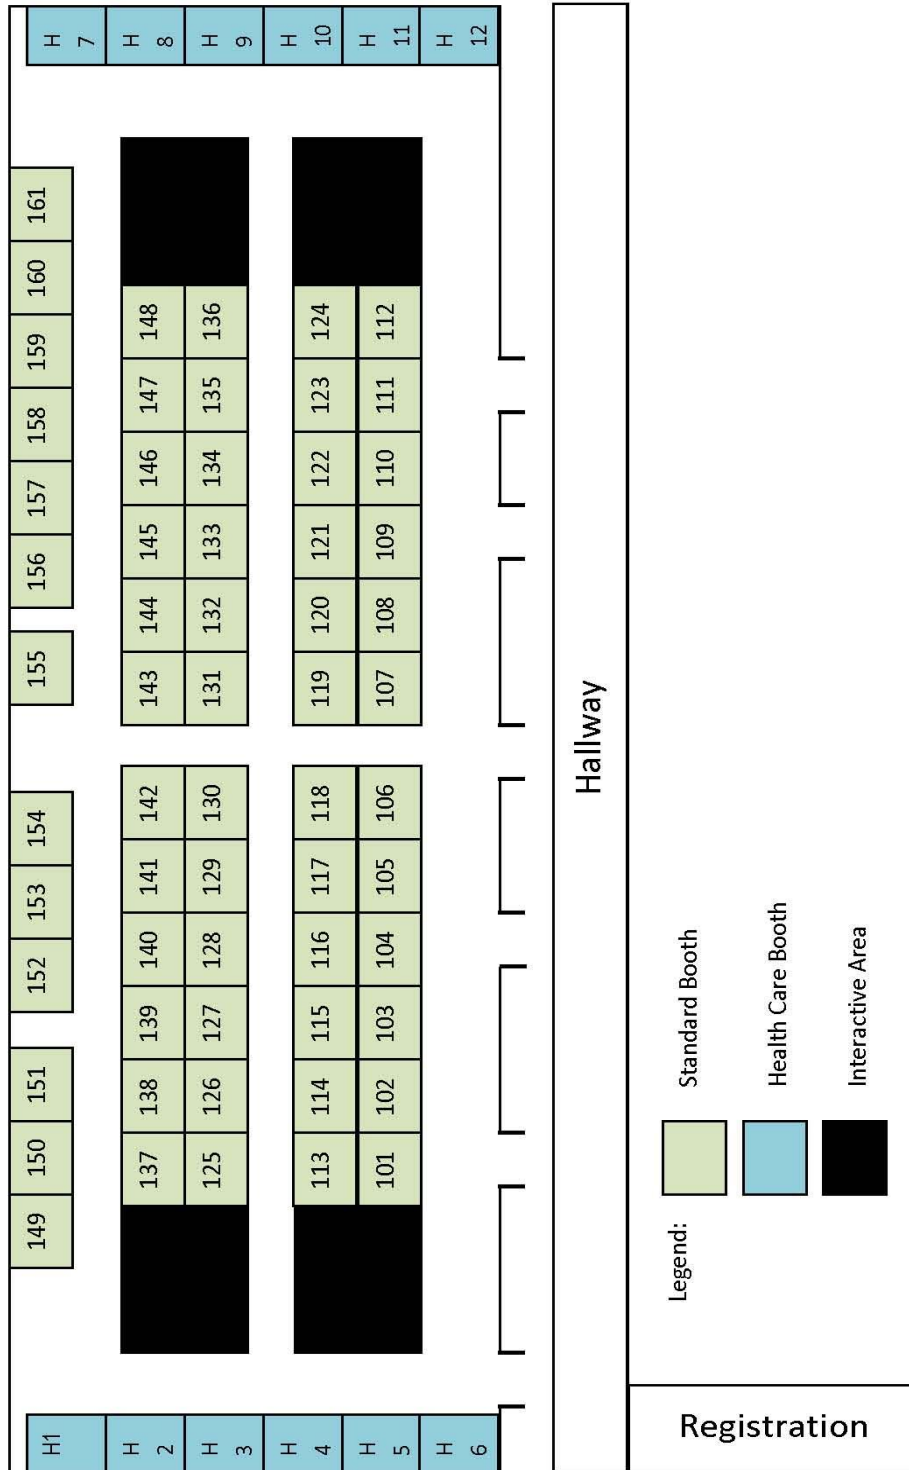 H1
149 150 151 152 153 154 155 156 157 158 159 160 161
H
7
H
2
137 138 139 140 141 142 143 144 145 146 147 148
H
8
H
3
125 126 127 128 129 130 131 132 133 134 135 136
H
9
H
4
113 114 115 116 117 118 119 120 121 122 123 124
H
10
H
5
101 102 103 104 105 106 107 108 109 110 111 112
H
11
H
6
H
12
Hallway
Registration
Legend:
Standard Booth
Health Care Booth
Interactive Area